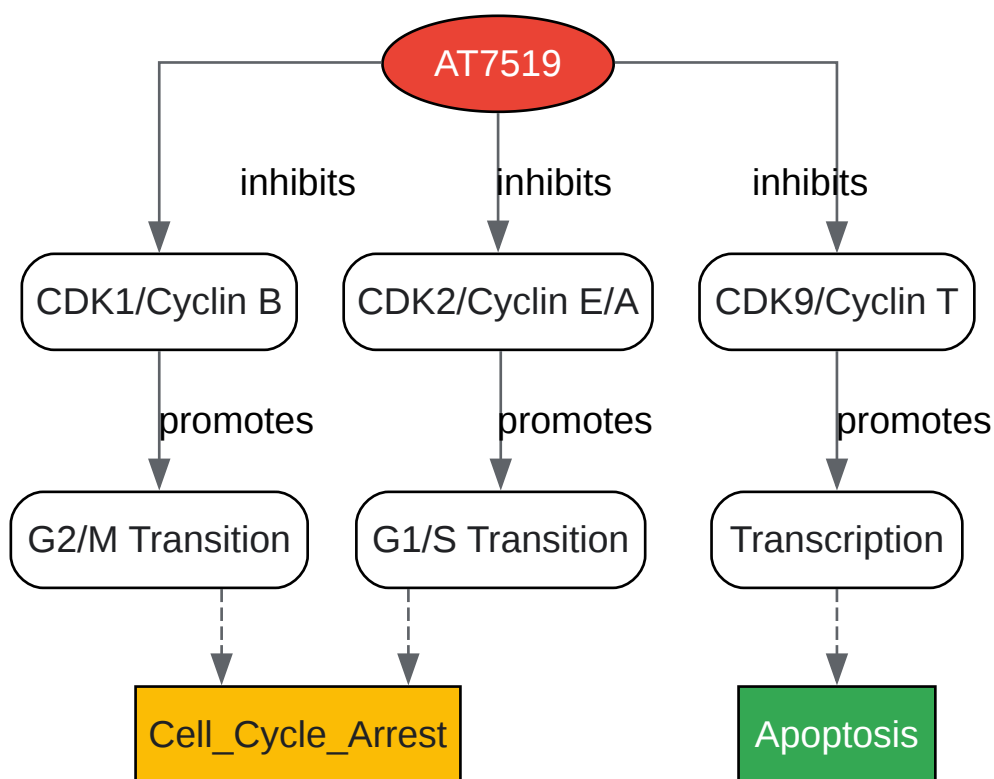 AT7519
inhibits inhibits inhibits
CDK1/Cyclin B CDK2/Cyclin E/A CDK9/Cyclin T
promotes promotes promotes
G2/M Transition G1/S Transition Transcription
Cell_Cycle_Arrest Apoptosis